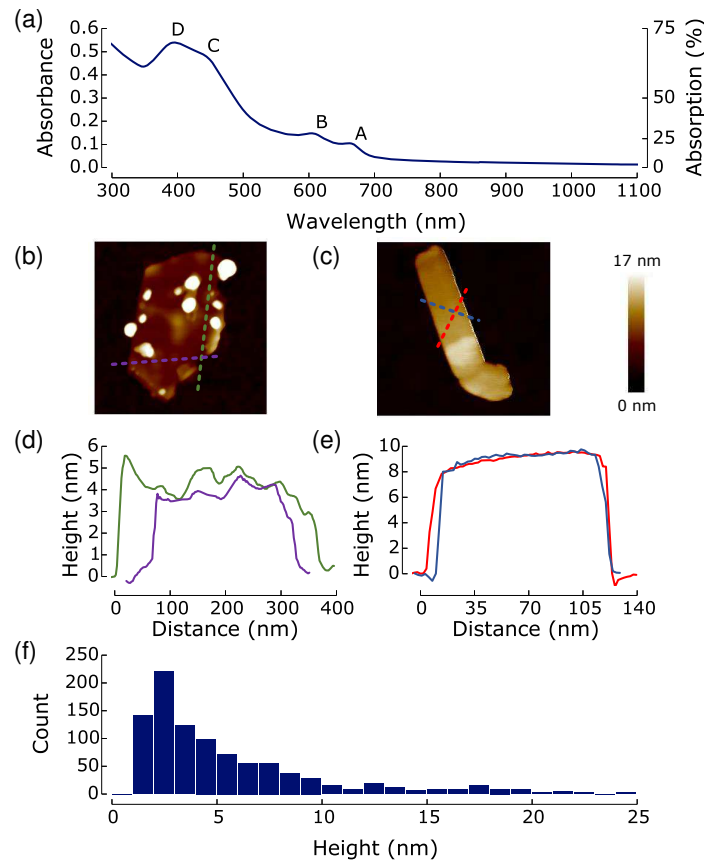 (a)
0.6
0.5
0.4
0.3
0.2
0.1
0.0
Absorbance
D
C
B
A
75
50
25
0
Absorption (%)
300 400 500 600 700 800 900 1000 1100
Wavelength (nm)
(b)
(c)
17 nm
0 nm
(d)
6
5
4
3
2
1
0
Height (nm)
0 100 200 300 400
Distance (nm)
(e)
10
8
6
4
2
0
Height (nm)
0 35 70 105 140
Distance (nm)
(f)
250
200
150
100
50
0
Count
0 5 10 15 20 25
Height (nm)